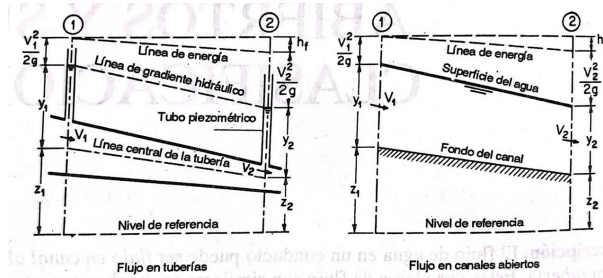 ① ②
V₁²/2g
Línea de energía
h_f
Línea de gradiente hidráulico
V₂²/2g
Tubo piezométrico
y₁
V₁
y₂
Línea central de la tubería
V₂
z₁
z₂
Nivel de referencia
Flujo en tuberías
① ②
V₁²/2g
Línea de energía
h_f
Superficie del agua
V₂²/2g
y₁
V₁
V₂
y₂
Fondo del canal
z₁
z₂
Nivel de referencia
Flujo en canales abiertos